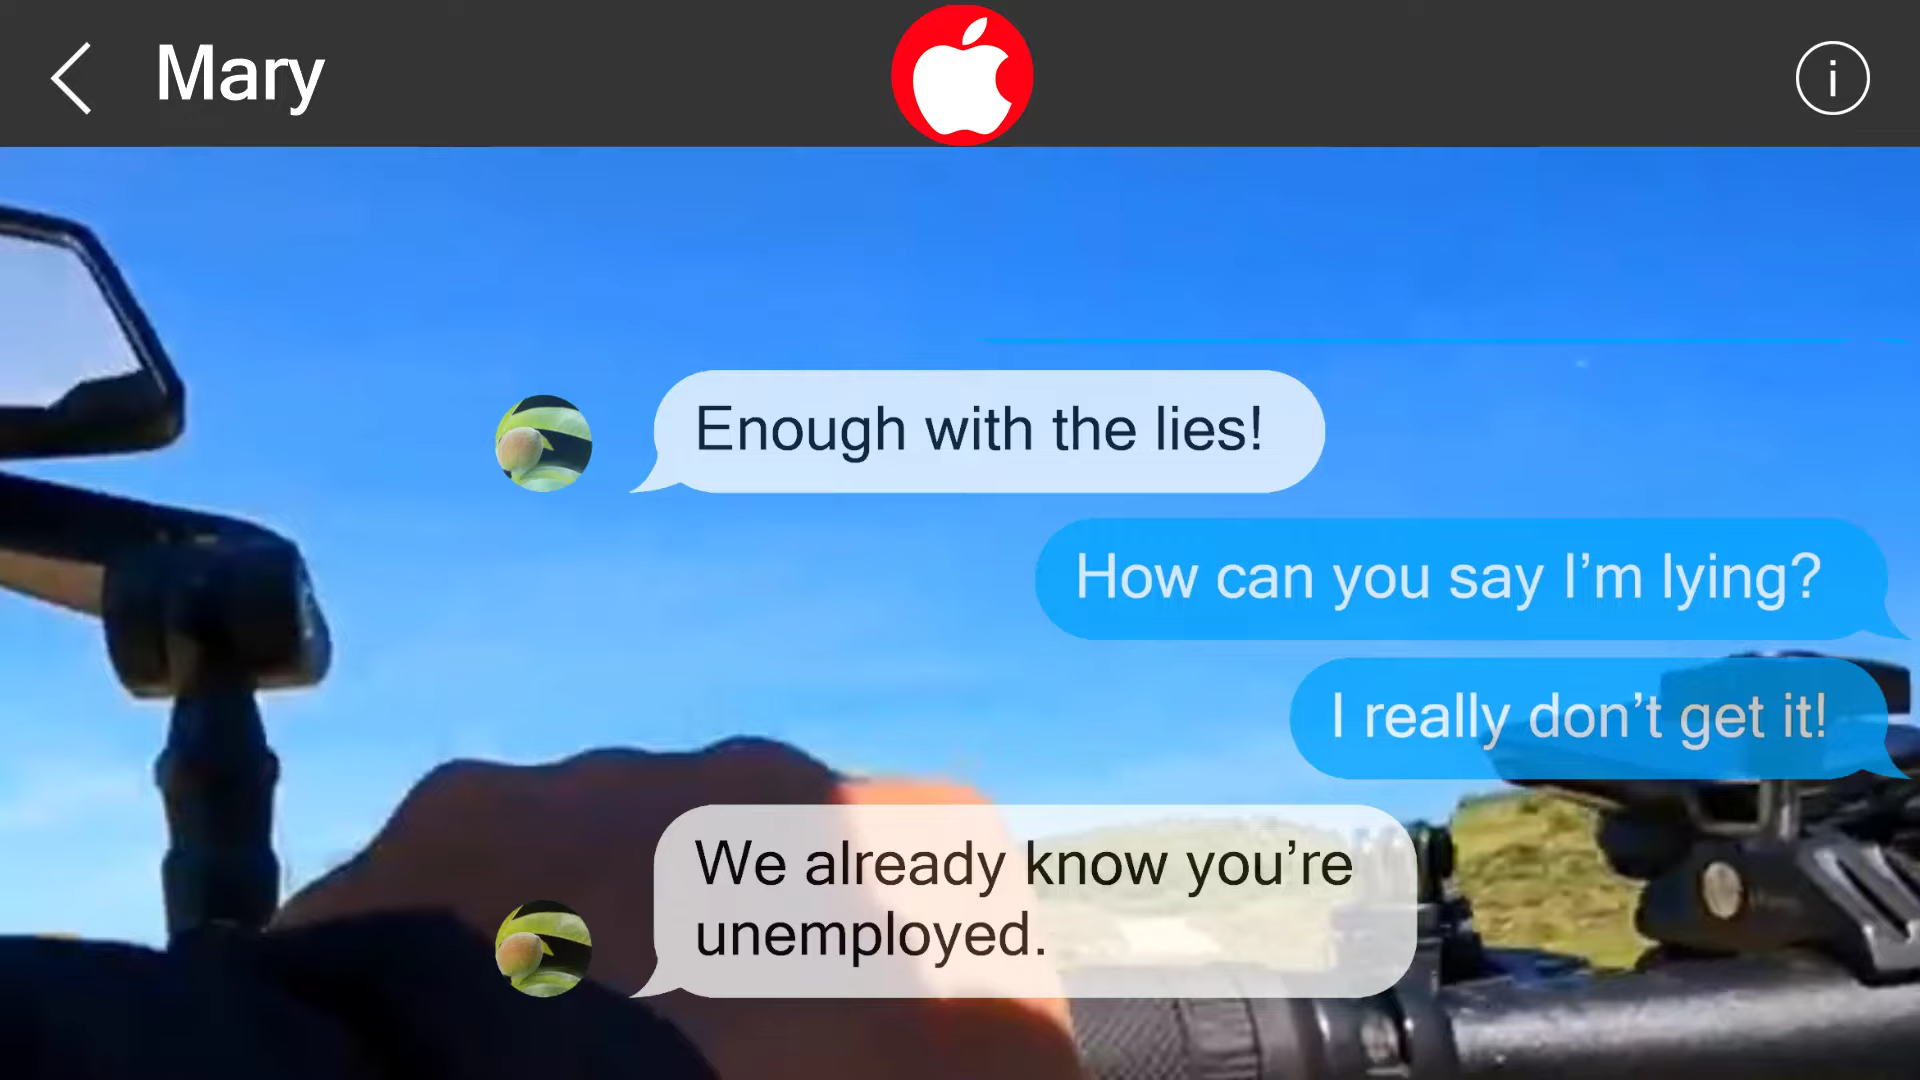 Mary
Enough with the lies!
How can you say I’m lying?
I really don’t get it!
We already know you’re
unemployed.